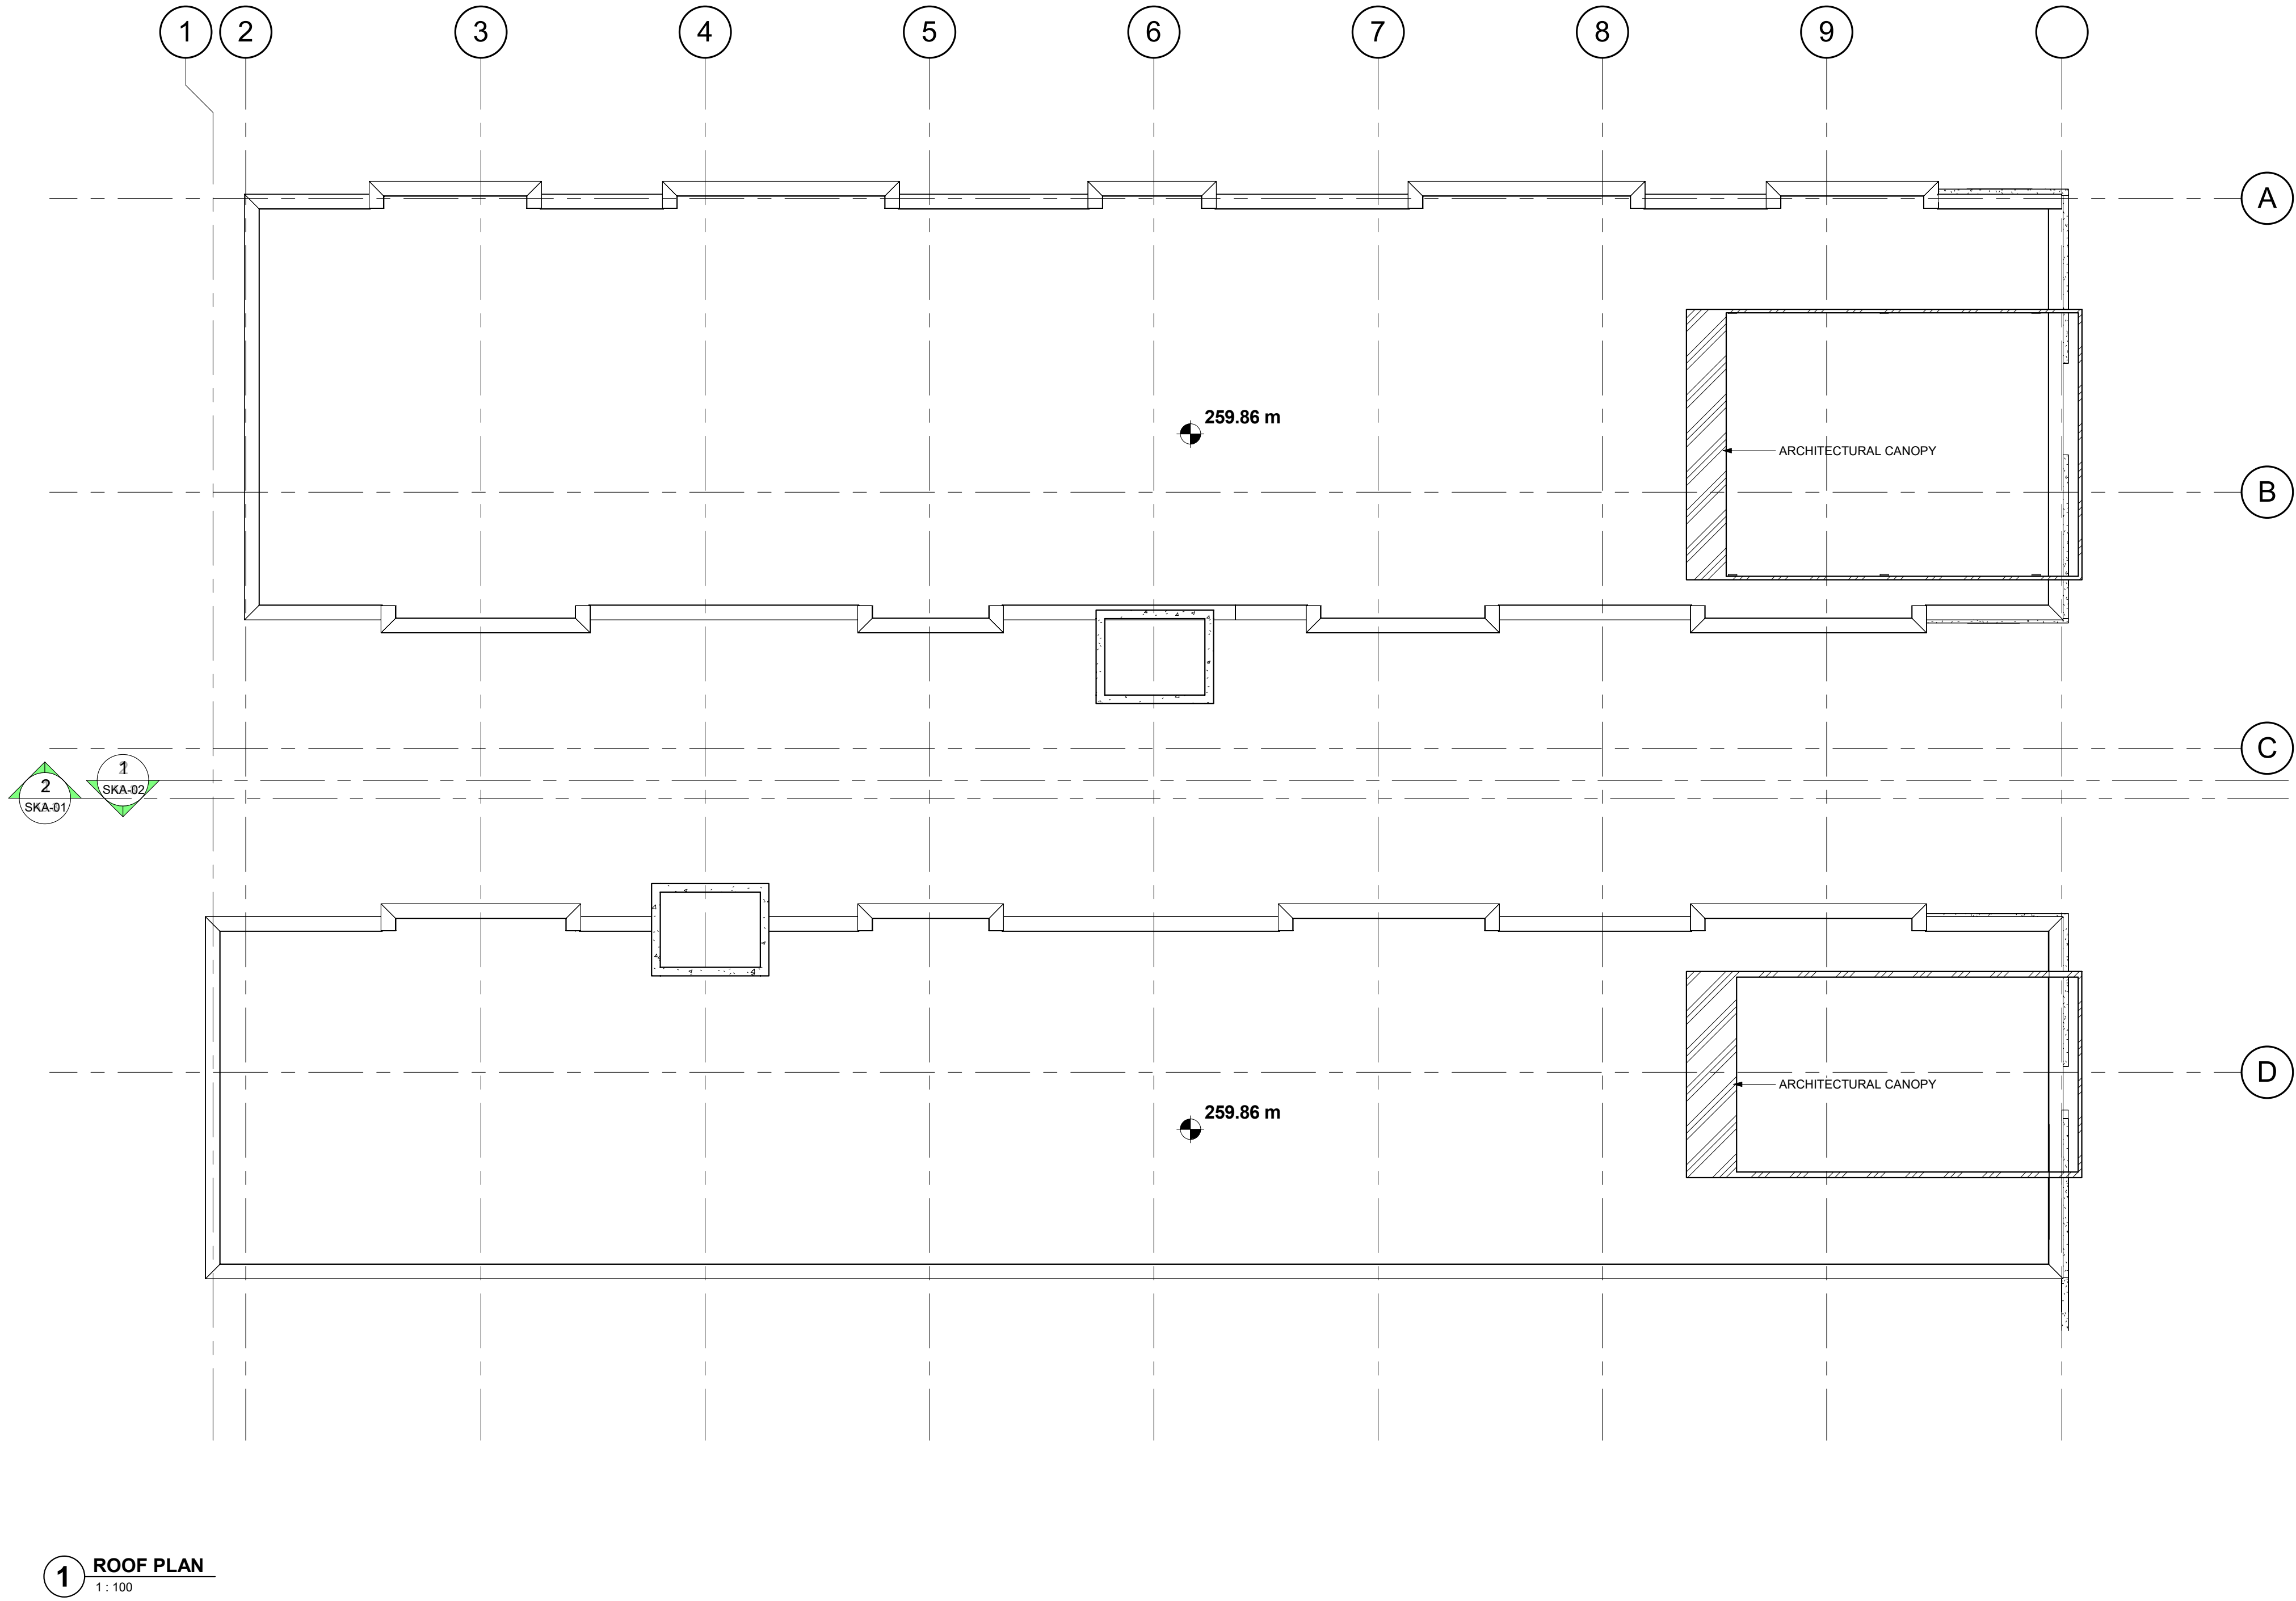 1 2 3 4 5 6 7 8 9
A
259.86 m
ARCHITECTURAL CANOPY
B
C
1
SKA-02
2
SKA-01
D
ARCHITECTURAL CANOPY
259.86 m
1 ROOF PLAN
1 : 100